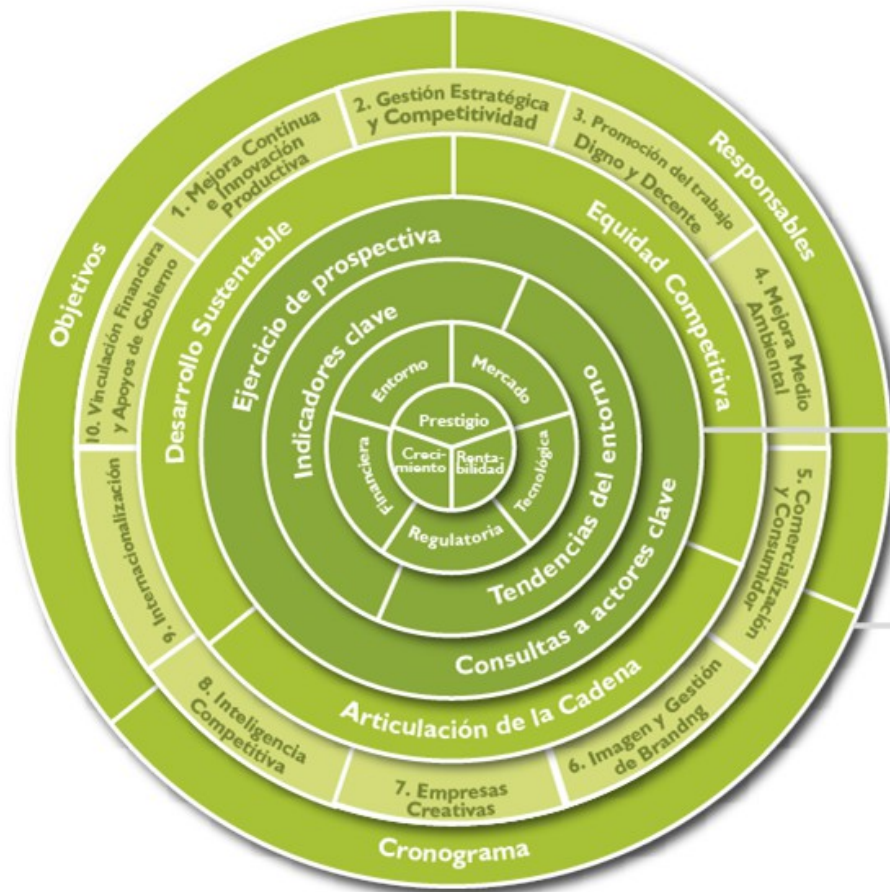 Objetivos
Responsables
Cronograma
1. Mejora Continua
e Innovación
Productiva
2. Gestión Estratégica
y Competitividad
3. Promoción del trabajo
Digno y Decente
4. Mejora Medio
Ambiental
5. Comercialización
y Consumidor
6. Imagen y Gestión
de Brandng
7. Empresas
Creativas
8. Inteligencia
Competitiva
9. Internacionalización
10. Vinculación Financiera
y Apoyos de Gobierno
Desarrollo Sustentable
Equidad Competitiva
Articulación de la Cadena
Ejercicio de prospectiva
Consultas a actores clave
Indicadores clave
Tendencias del entorno
Entorno
Mercado
Tecnológica
Regulatoria
Financiera
Prestigio
Creci-
miento
Renta-
bilidad